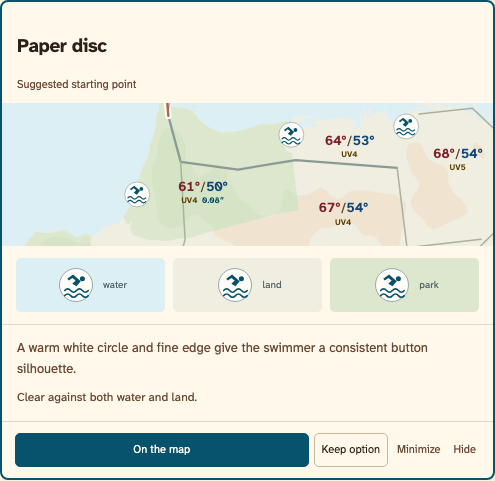 Paper disc
Suggested starting point
64°/53°
UV4
68°/54°
UV5
61°/50°
UV4 0.08"
67°/54°
UV4
water
land
park
A warm white circle and fine edge give the swimmer a consistent button
silhouette.
Clear against both water and land.
On the map
Keep option
Minimize
Hide